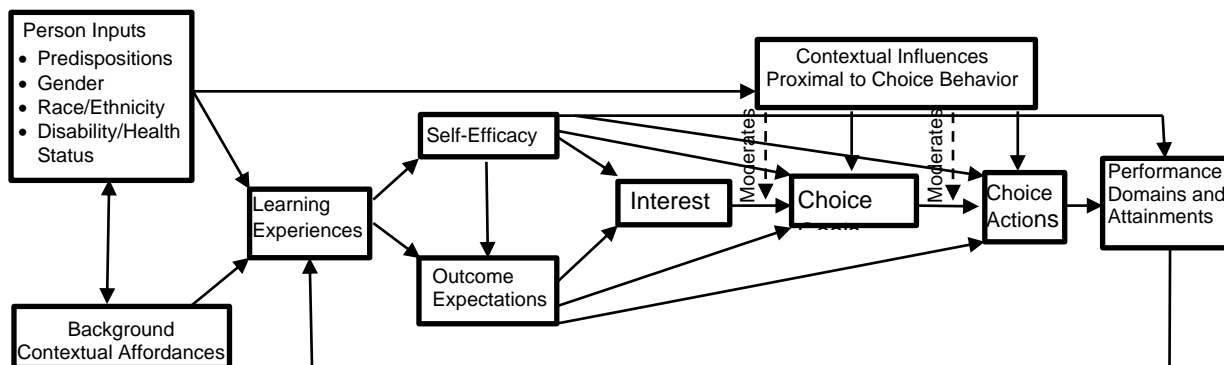 Person Inputs
• Predispositions
• Gender
• Race/Ethnicity
• Disability/Health
Status
Contextual Influences
Proximal to Choice Behavior
Self-Efficacy
Moderates
Moderates
Learning
Experiences
Interest
Choice
Choice
Actions
Performance
Domains and
Attainments
Outcome
Expectations
Background
Contextual Affordances